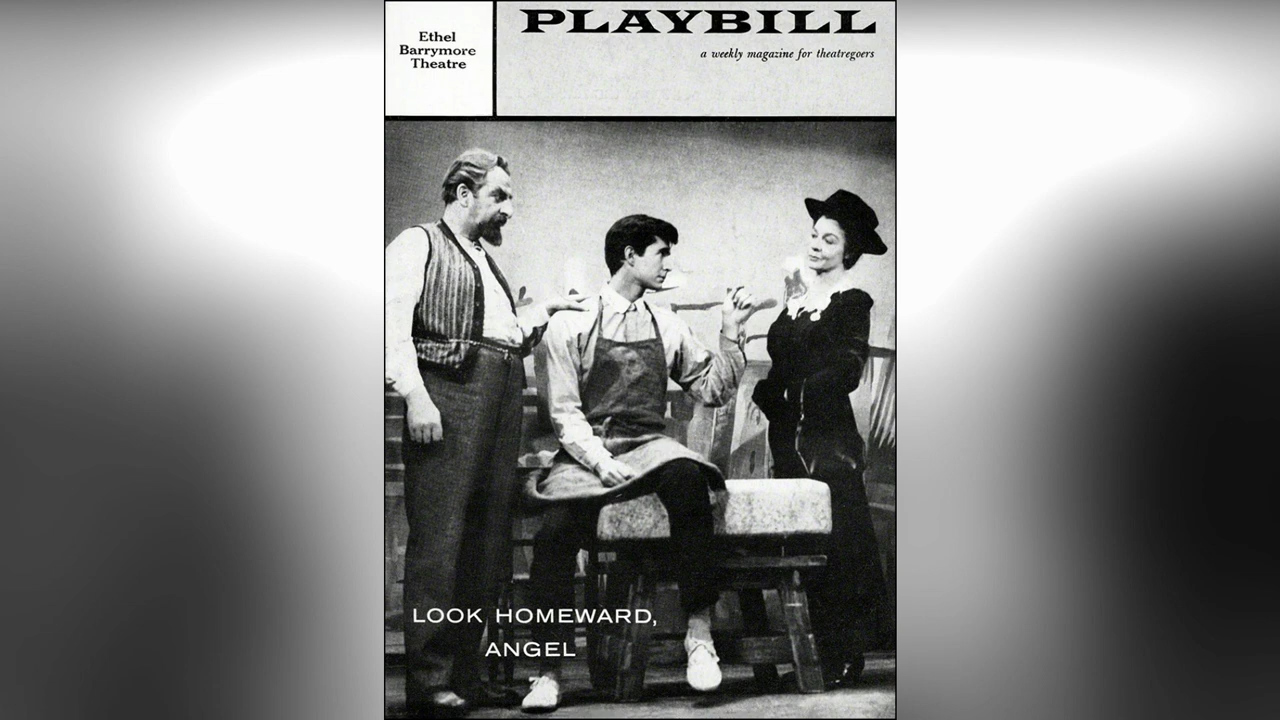 Ethel
Barrymore
Theatre
PLAYBILL
a weekly magazine for theatregoers
LOOK HOMEWARD,
ANGEL